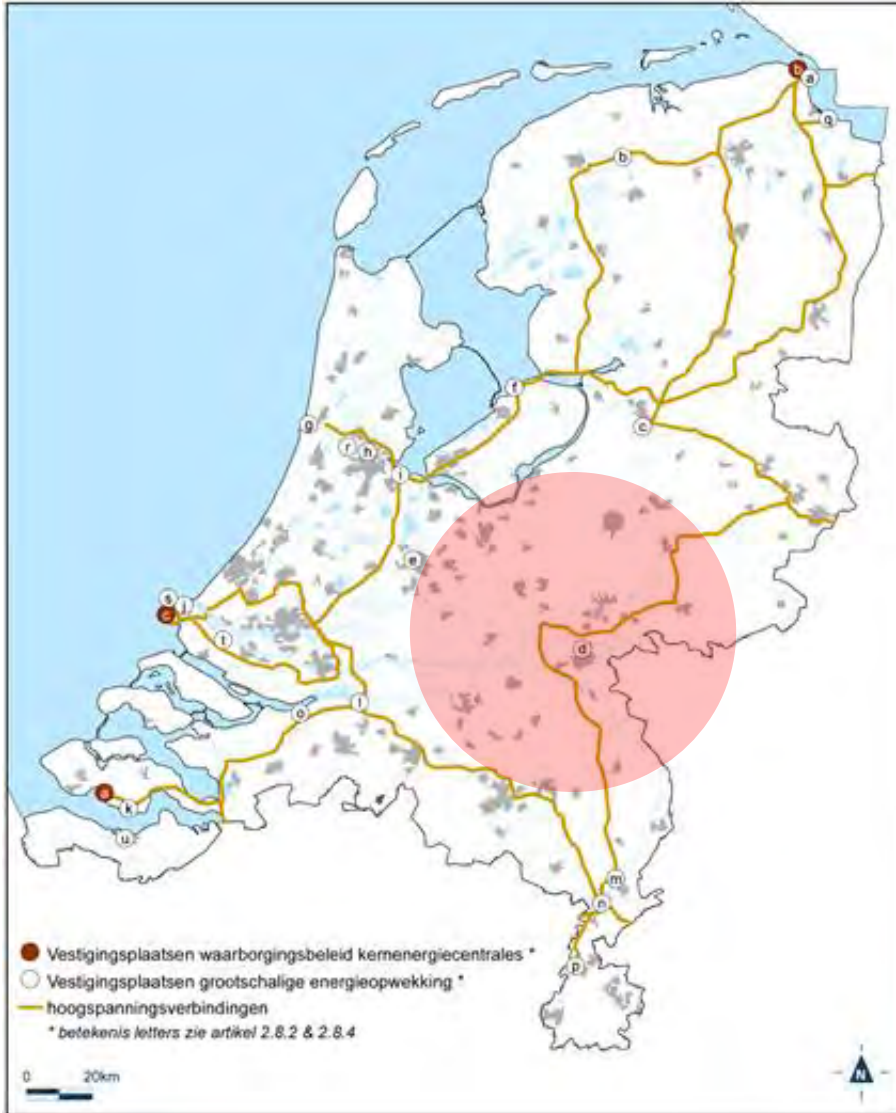 b
a
q
b
f
c
g
r
h
i
e
s
j
c
t
d
l
o
a
k
u
m
n
p
Vestigingsplaatsen waarborgingsbeleid kernenergiecentrales *
Vestigingsplaatsen grootschalige energieopwekking *
hoogspanningsverbindingen
* betekenis letters zie artikel 2.8.2 & 2.8.4
0 20km
N